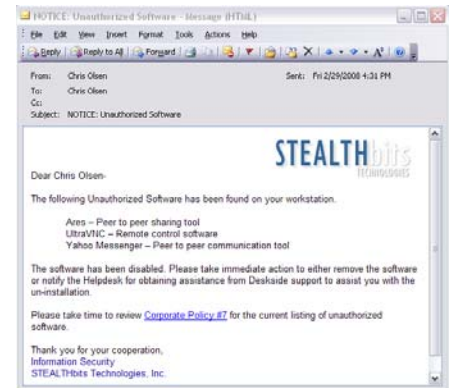 NOTICE: Unauthorized Software - Message (HTML)
File Edit View Insert Format Tools Actions Help
Reply Reply to All Forward
From: Chris Olsen Sent: Fri 2/29/2008 4:31 PM
To: Chris Olsen
Cc:
Subject: NOTICE: Unauthorized Software
STEALTHbits
TECHNOLOGIES
Dear Chris Olsen-
The following Unauthorized Software has been found on your workstation.
Ares – Peer to peer sharing tool
UltraVNC – Remote control software
Yahoo Messenger – Peer to peer communication tool
The software has been disabled. Please take immediate action to either remove the software
or notify the Helpdesk for obtaining assistance from Deskside support to assist you with the
un-installation.
Please take time to review Corporate Policy #7 for the current listing of unauthorized
software.
Thank you for your cooperation,
Information Security
STEALTHbits Technologies, Inc.